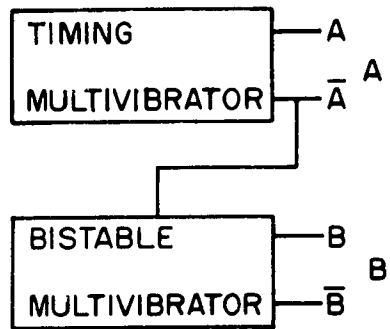 TIMING A
A
MULTIVIBRATOR A̅
BISTABLE B
B
MULTIVIBRATOR B̅